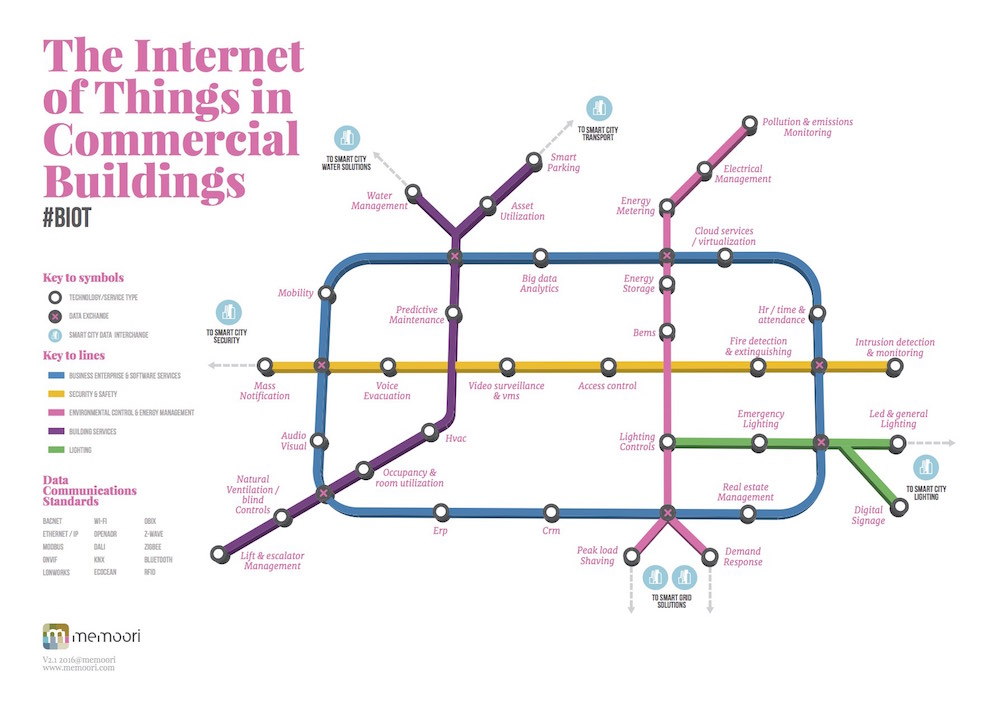 The Internet
of Things in
Commercial
Buildings
#BIOT
Key to symbols
TECHNOLOGY/SERVICE TYPE
DATA EXCHANGE
SMART CITY DATA INTERCHANGE
Key to lines
BUSINESS ENTERPRISE & SOFTWARE SERVICES
SECURITY & SAFETY
ENVIRONMENTAL CONTROL & ENERGY MANAGEMENT
BUILDING SERVICES
LIGHTING
Data
Communications
Standards
BACNET
ETHERNET / IP
MODBUS
ONVIF
LONWORKS
WI-FI
OPENADR
DALI
KNX
ECOCEAN
OBIX
Z-WAVE
ZIGBEE
BLUETOOTH
RFID
memoori
V2.1 2016@memoori
www.memoori.com
TO SMART CITY
WATER SOLUTIONS
TO SMART CITY
TRANSPORT
Water
Management
Smart
Parking
Asset
Utilization
Pollution & emissions
Monitoring
Electrical
Management
Energy
Metering
Cloud services
/ virtualization
Big data
Analytics
Energy
Storage
Mobility
Predictive
Maintenance
Bems
Hr / time &
attendance
TO SMART CITY
SECURITY
Fire detection
& extinguishing
Intrusion detection
& monitoring
Mass
Notification
Voice
Evacuation
Video surveillance
& vms
Access control
Audio
Visual
Hvac
Lighting
Controls
Emergency
Lighting
Led & general
Lighting
TO SMART CITY
LIGHTING
Natural
Ventilation /
blind
Controls
Occupancy &
room utilization
Real estate
Management
Digital
Signage
Erp
Crm
Lift & escalator
Management
Peak load
Shaving
Demand
Response
TO SMART GRID
SOLUTIONS